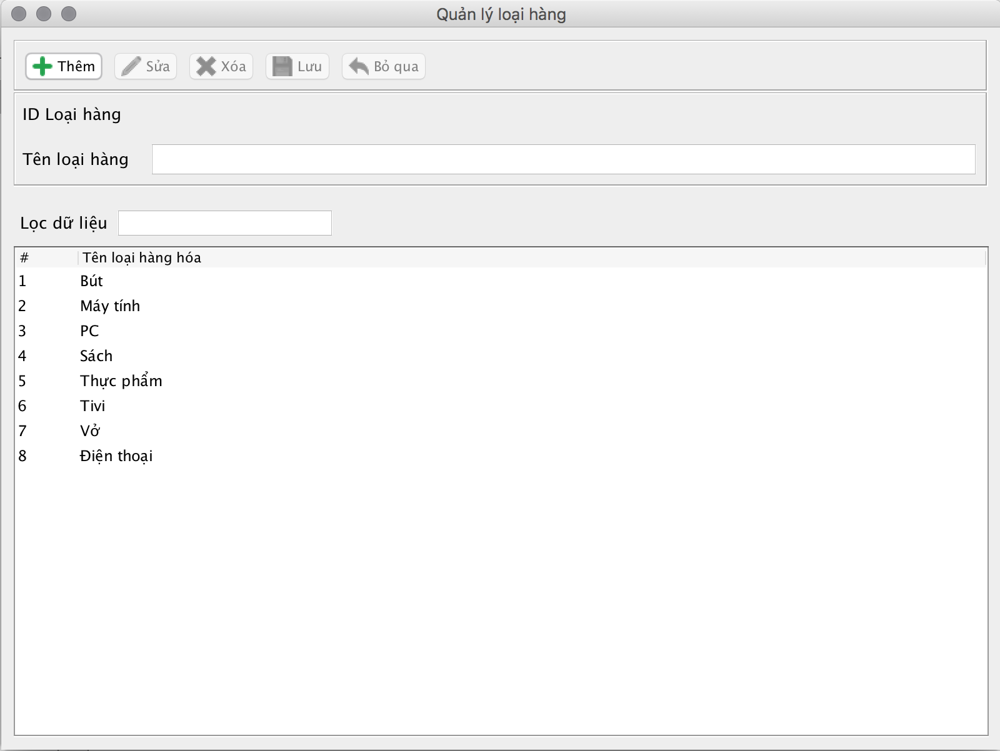 Quản lý loại hàng
Thêm Sửa Xóa Lưu Bỏ qua
ID Loại hàng
Tên loại hàng
Lọc dữ liệu
# Tên loại hàng hóa
1 Bút
2 Máy tính
3 PC
4 Sách
5 Thực phẩm
6 Tivi
7 Vở
8 Điện thoại